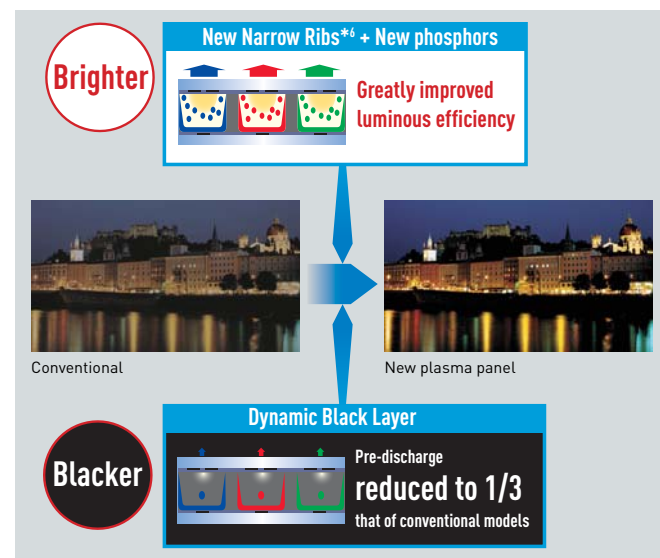 New Narrow Ribs*6 + New phosphors
Brighter
Greatly improved
luminous efficiency
Conventional
New plasma panel
Dynamic Black Layer
Blacker
Pre-discharge
reduced to 1/3
that of conventional models